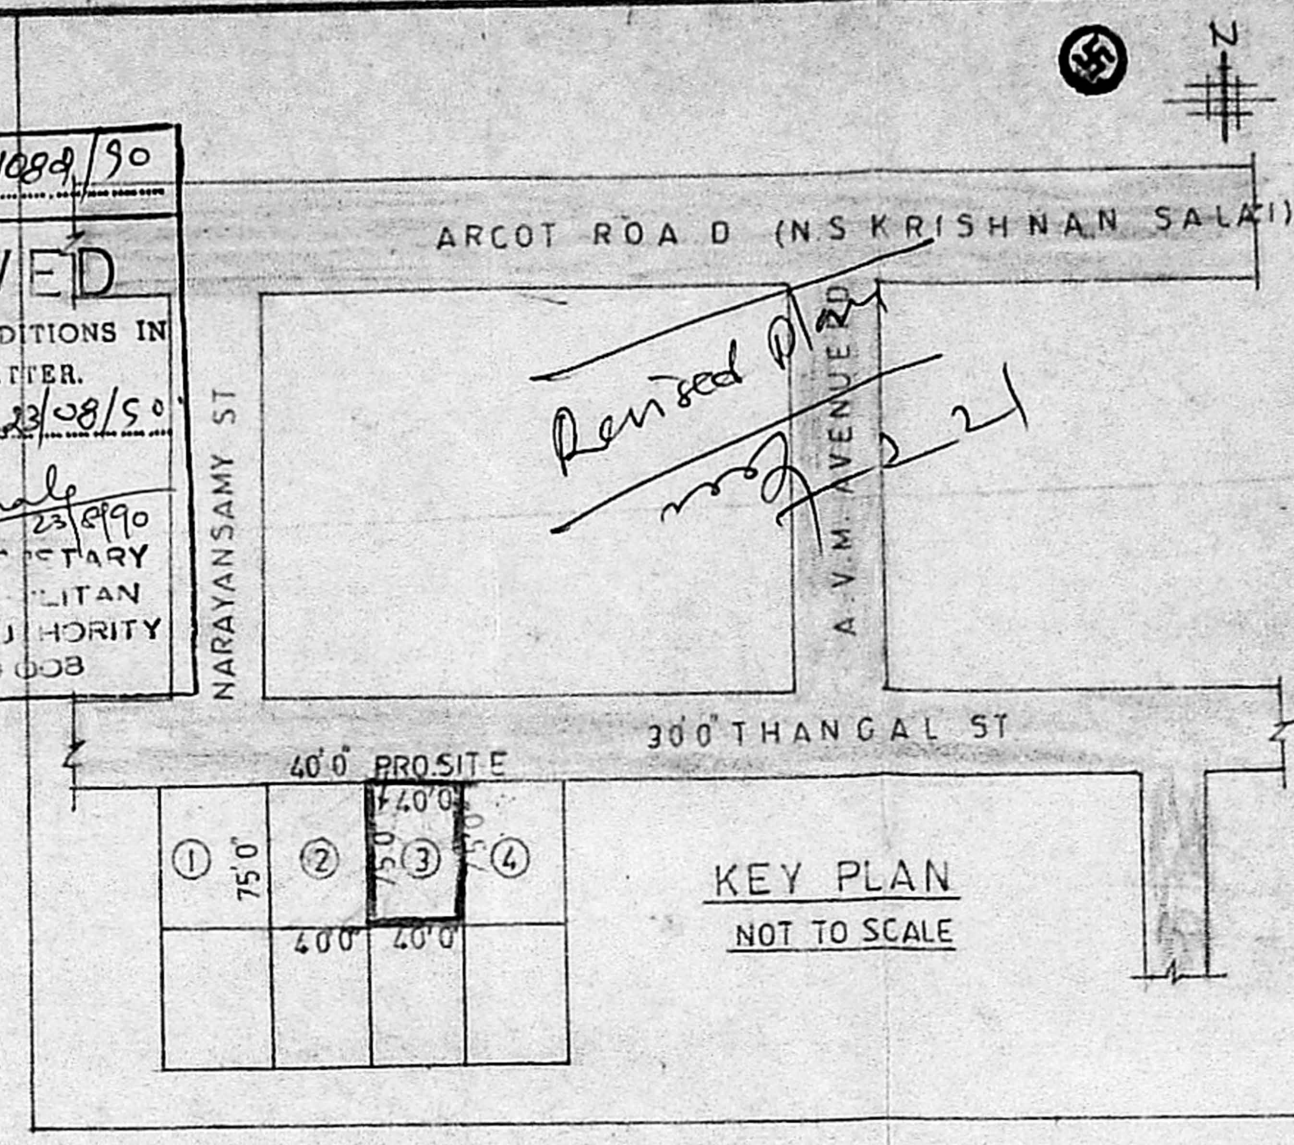 N
108d/90
VED
DITIONS IN
TTER.
23/08/90
23/8/90
ETARY
LITAN
HORITY
008
ARCOT ROAD (N.S KRISHNAN SALAI)
Revised Plan
NARAYANSAMY ST
A.V.M. AVENUE RD
30'0" THANGAL ST
40'0" PRO.SITE
40'0"
1
75'0"
2
75'0"
3
75'0"
4
40'0" 40'0"
KEY PLAN
NOT TO SCALE